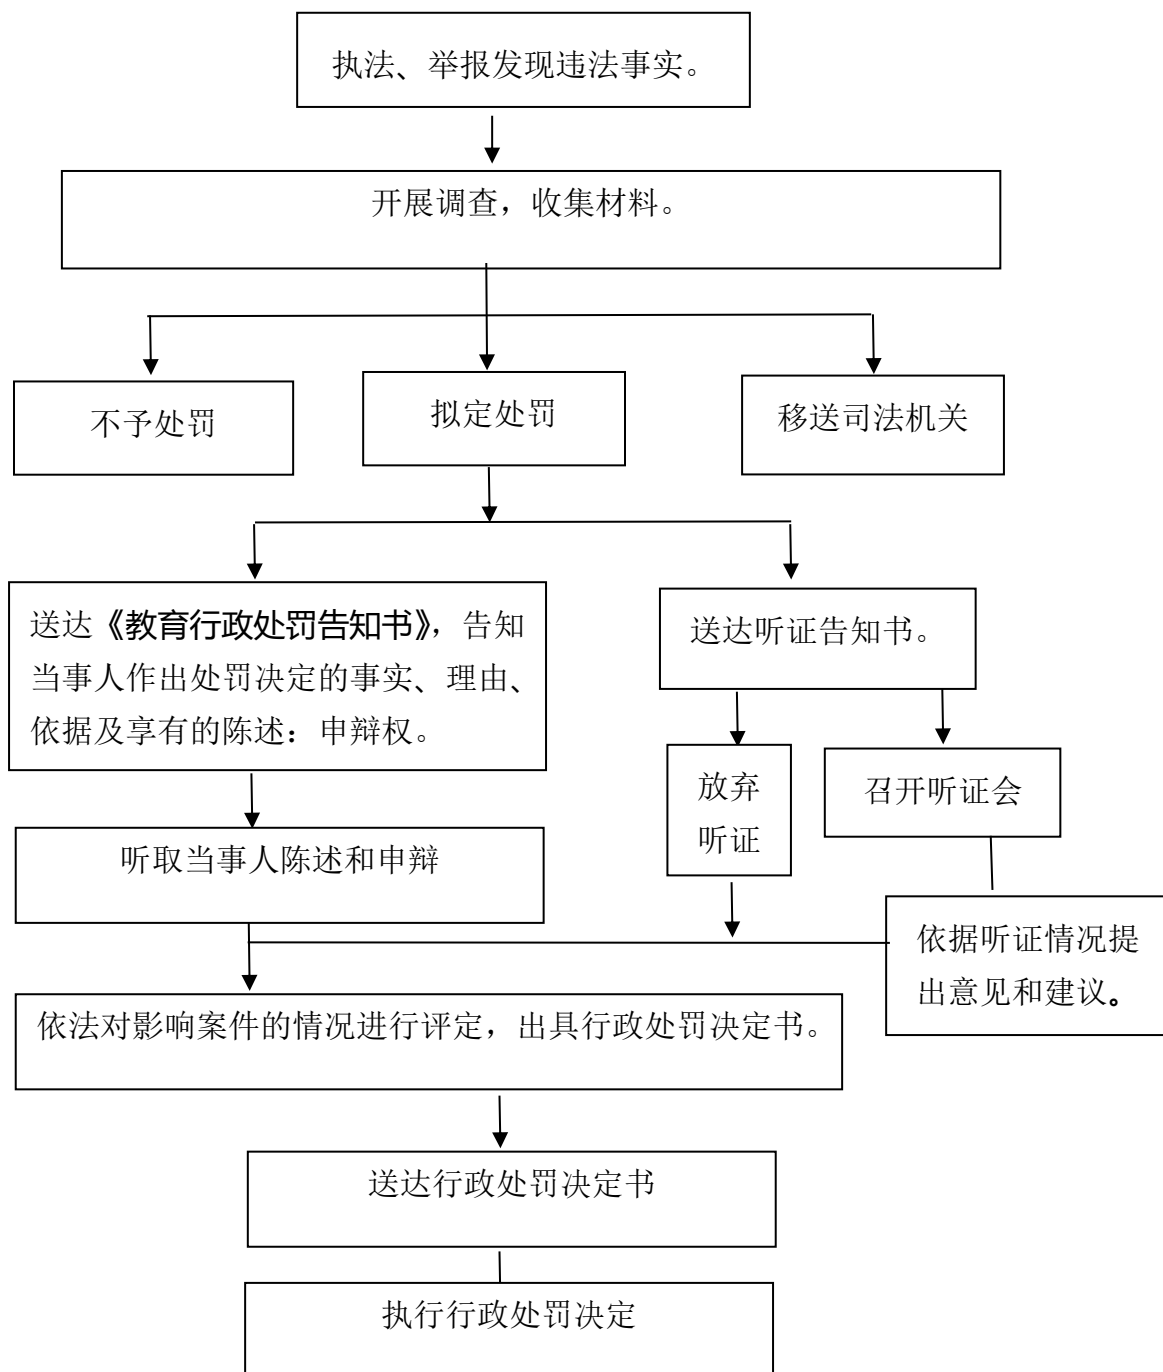 执法、举报发现违法事实。
开展调查，收集材料。
不予处罚
拟定处罚
移送司法机关
送达《教育行政处罚告知书》，告知
当事人作出处罚决定的事实、理由、
依据及享有的陈述：申辩权。
送达听证告知书。
放弃
听证
召开听证会
听取当事人陈述和申辩
依据听证情况提
出意见和建议。
依法对影响案件的情况进行评定，出具行政处罚决定书。
送达行政处罚决定书
执行行政处罚决定